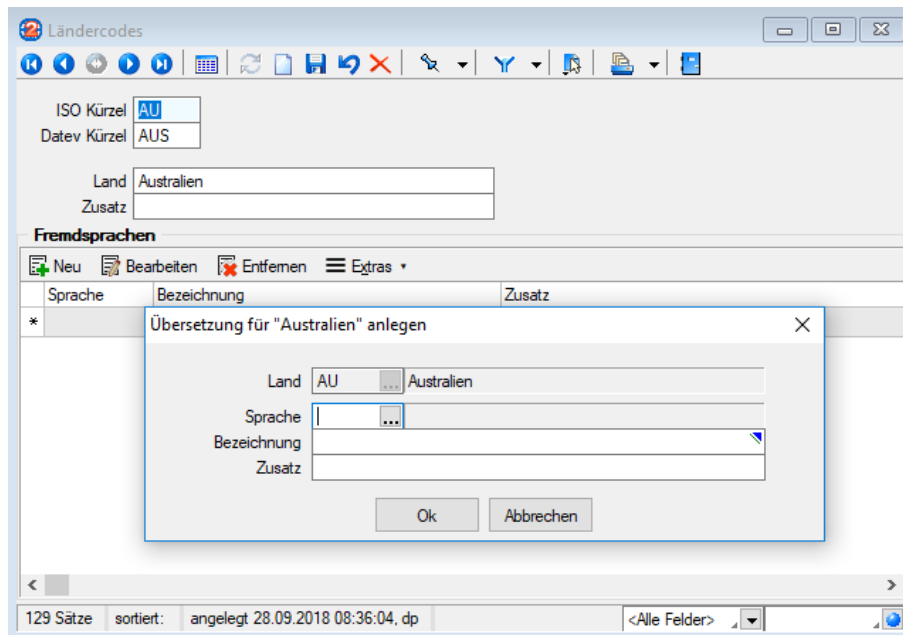 Ländercodes
ISO Kürzel AU
Datev Kürzel AUS
Land Australien
Zusatz
Fremdsprachen
Neu Bearbeiten Entfernen Extras
Sprache Bezeichnung Zusatz
*
Übersetzung für "Australien" anlegen
Land AU ... Australien
Sprache ...
Bezeichnung
Zusatz
Ok Abbrechen
129 Sätze sortiert: angelegt 28.09.2018 08:36:04, dp <Alle Felder>